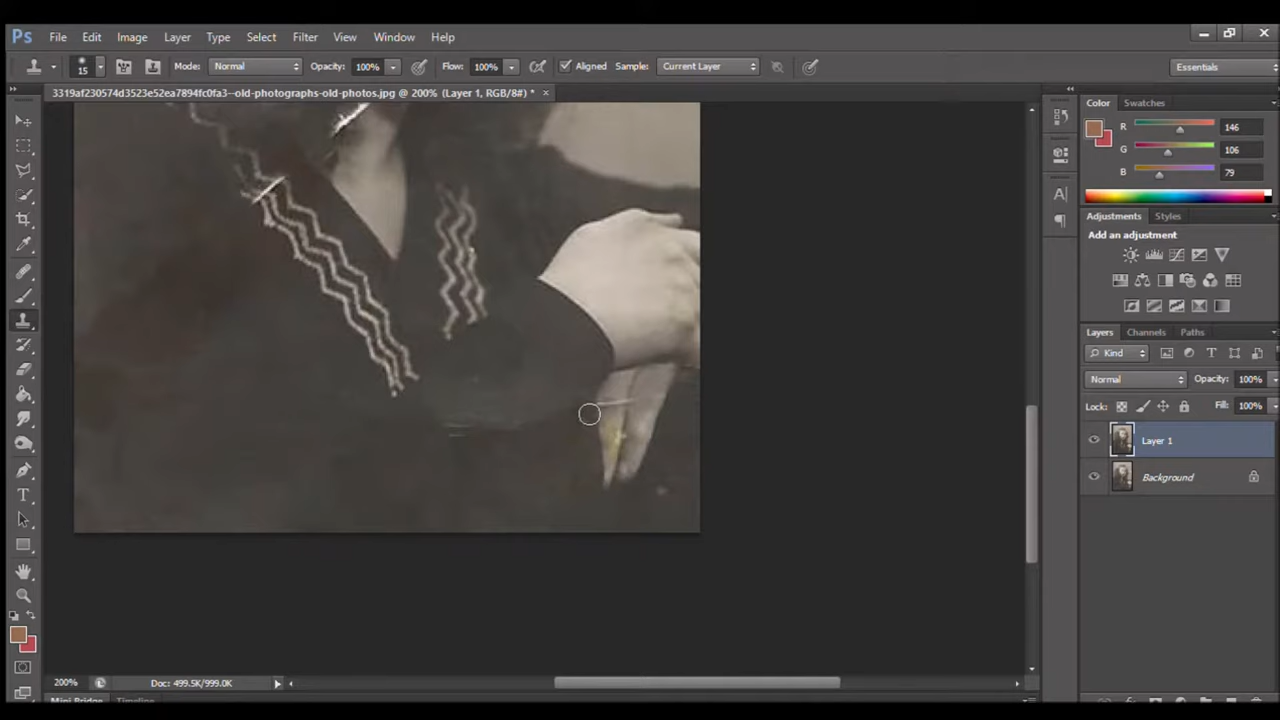 Ps File Edit Image Layer Type Select Filter View Window Help
15 Mode: Normal Opacity: 100% Flow: 100% Aligned Sample: Current Layer Essentials
3319af230574d3523e52ea7894fc0fa3--old-photographs-old-photos.jpg @ 200% (Layer 1, RGB/8#) * ×
Color Swatches
R 146
G 106
B 79
Adjustments Styles
Add an adjustment
Layers Channels Paths
Kind
Normal Opacity: 100%
Lock: Fill: 100%
Layer 1
Background
200% Doc: 499.5K/999.0K
Mini Bridge Timeline